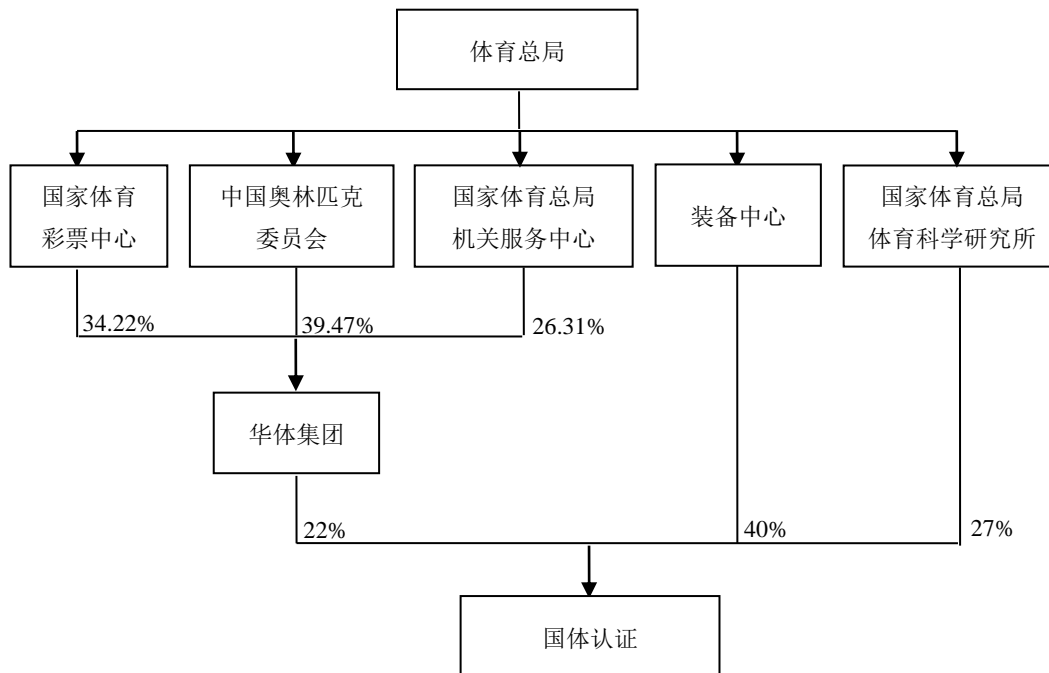 体育总局
国家体育
彩票中心
中国奥林匹克
委员会
国家体育总局
机关服务中心
装备中心
国家体育总局
体育科学研究所
34.22%
39.47%
26.31%
华体集团
22%
40%
27%
国体认证